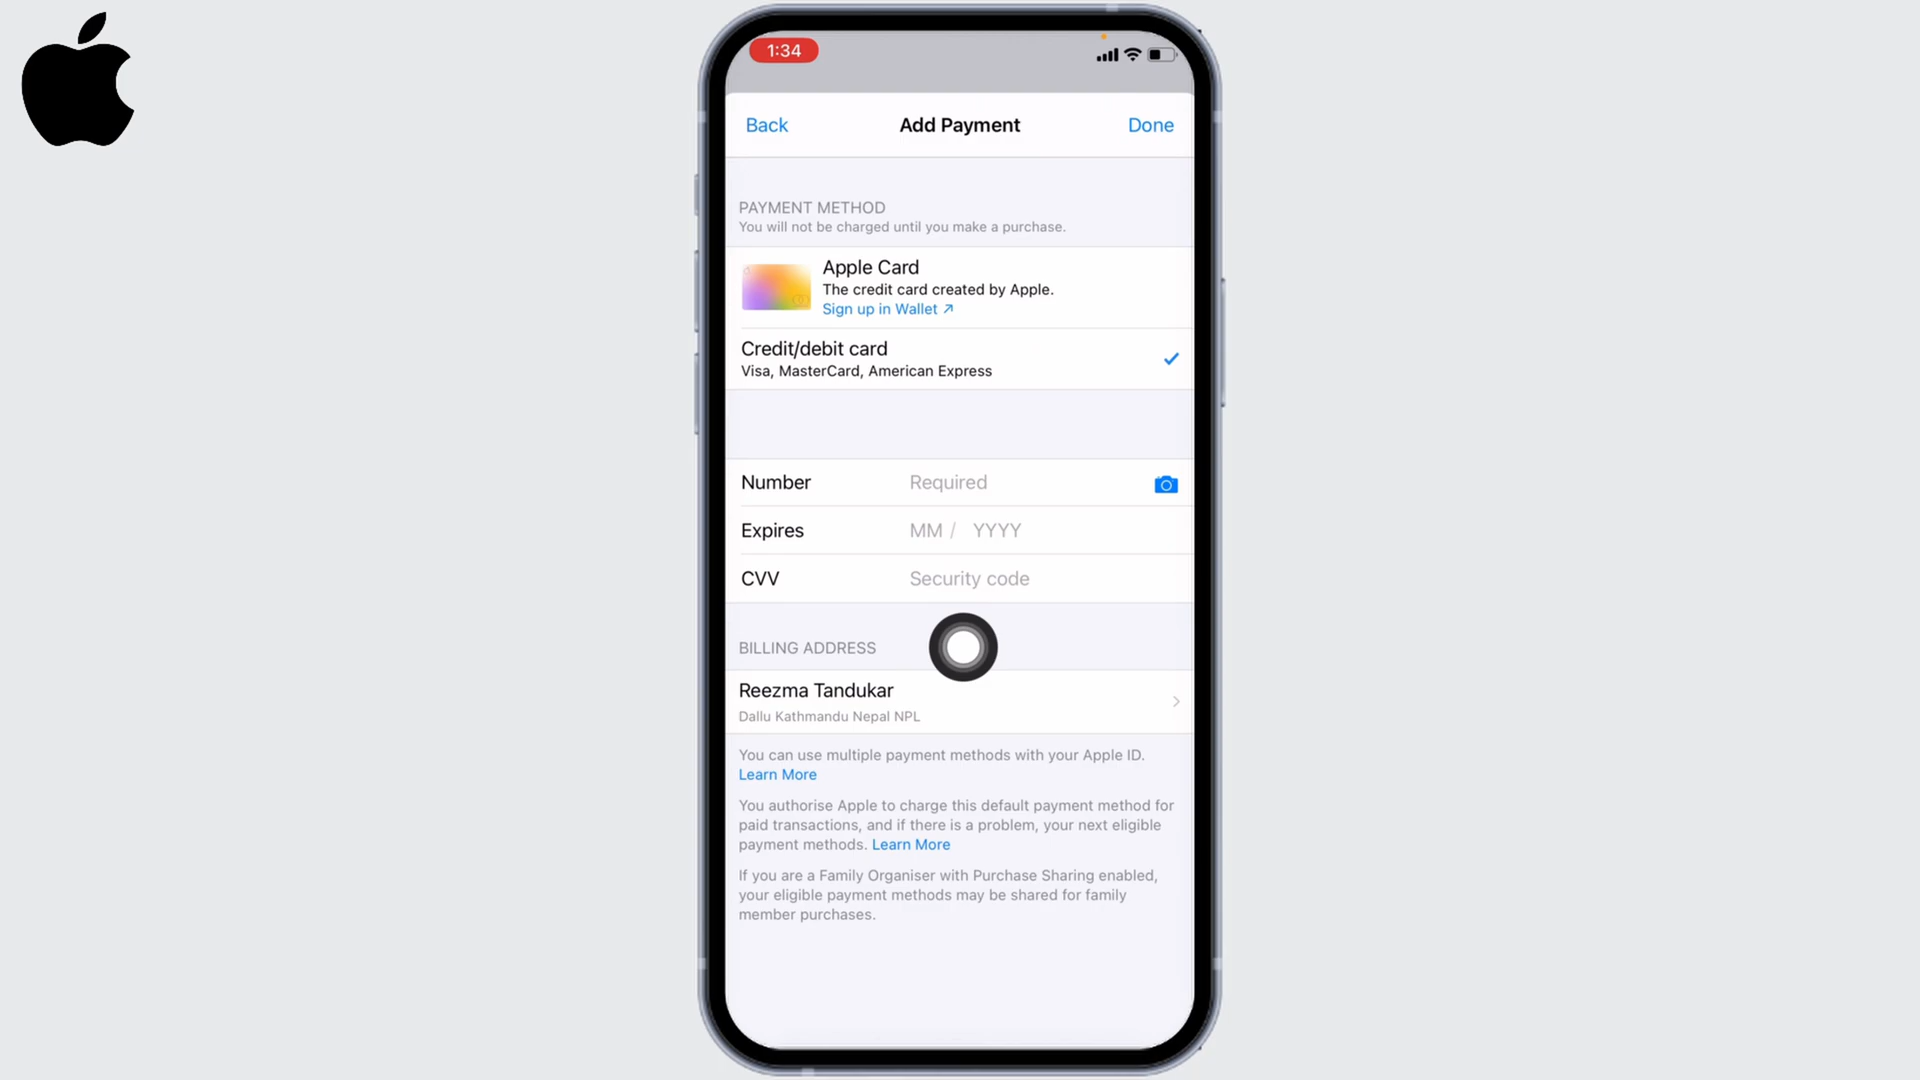 1:34
Back
Add Payment
Done
PAYMENT METHOD
You will not be charged until you make a purchase.
Apple Card
The credit card created by Apple.
Sign up in Wallet ↗
Credit/debit card
Visa, MasterCard, American Express
Number Required
Expires MM / YYYY
CVV Security code
BILLING ADDRESS
Reezma Tandukar
Dallu Kathmandu Nepal NPL
You can use multiple payment methods with your Apple ID.
Learn More
You authorise Apple to charge this default payment method for
paid transactions, and if there is a problem, your next eligible
payment methods. Learn More
If you are a Family Organiser with Purchase Sharing enabled,
your eligible payment methods may be shared for family
member purchases.